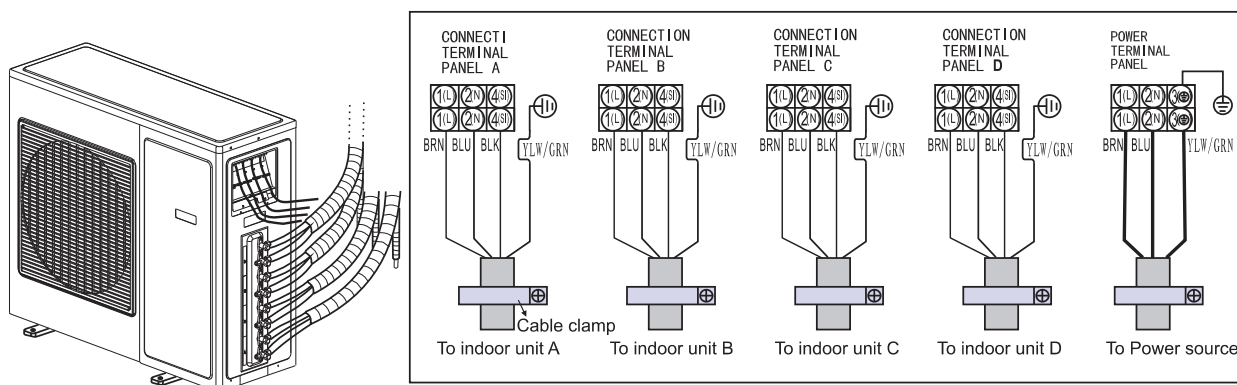 CONNECTI
TERMINAL
PANEL A
1(L) 2(N) 4(SI)
1(L) 2(N) 4(SI)
BRN BLU BLK YLW/GRN
Cable clamp
To indoor unit A
CONNECTION
TERMINAL
PANEL B
1(L) 2(N) 4(SI)
1(L) 2(N) 4(SI)
BRN BLU BLK YLW/GRN
To indoor unit B
CONNECTION
TERMINAL
PANEL C
1(L) 2(N) 4(SI)
1(L) 2(N) 4(SI)
BRN BLU BLK YLW/GRN
To indoor unit C
CONNECTION
TERMINAL
PANEL D
1(L) 2(N) 4(SI)
1(L) 2(N) 4(SI)
BRN BLU BLK YLW/GRN
To indoor unit D
POWER
TERMINAL
PANEL
1(L) 2(N) 3(⏚)
1(L) 2(N) 3(⏚)
BRN BLU YLW/GRN
To Power source